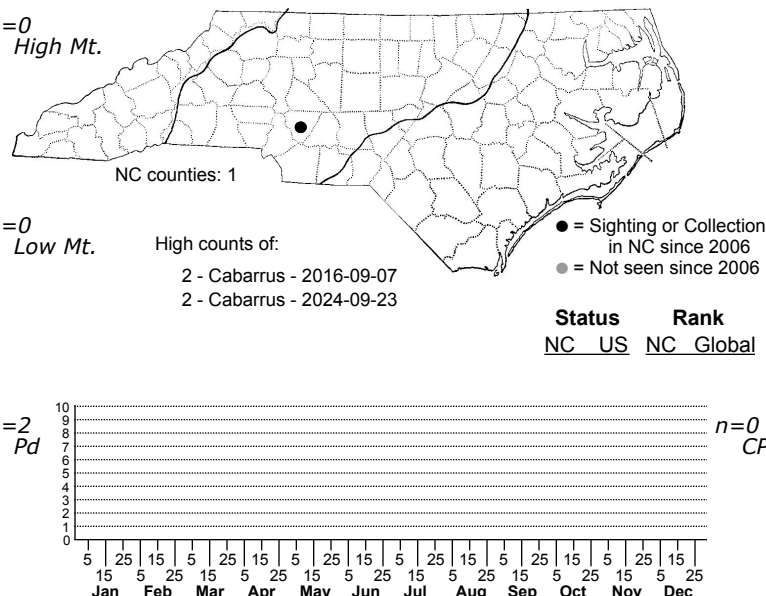 =0
High Mt.
NC counties: 1
=0
Low Mt.
High counts of:
2 - Cabarrus - 2016-09-07
2 - Cabarrus - 2024-09-23
● = Sighting or Collection
in NC since 2006
● = Not seen since 2006
Status Rank
NC US NC Global
=2
Pd
n=0
CP
10
9
8
7
6
5
4
3
2
1
0
5 25 15 5 25 15 5 25 15 5 25 15 5 25 15 5 25 15
15 5 25 15 5 25 15 5 25 15 5 25 15 5 25 15 5 25
Jan Feb Mar Apr May Jun Jul Aug Sep Oct Nov Dec